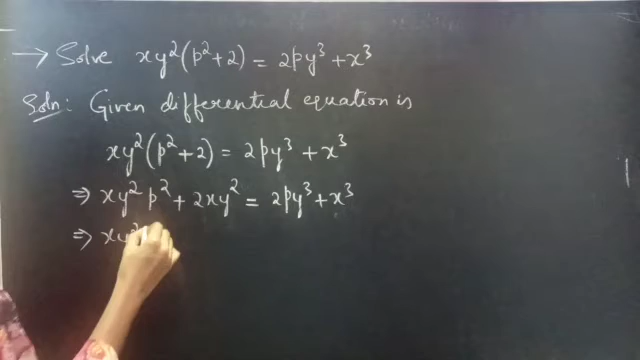 → Solve xy²(p²+2) = 2py³+x³
Soln: Given differential equation is
xy²(p²+2) = 2py³+x³
⇒ xy²p²+2xy² = 2py³+x³
⇒ xy²